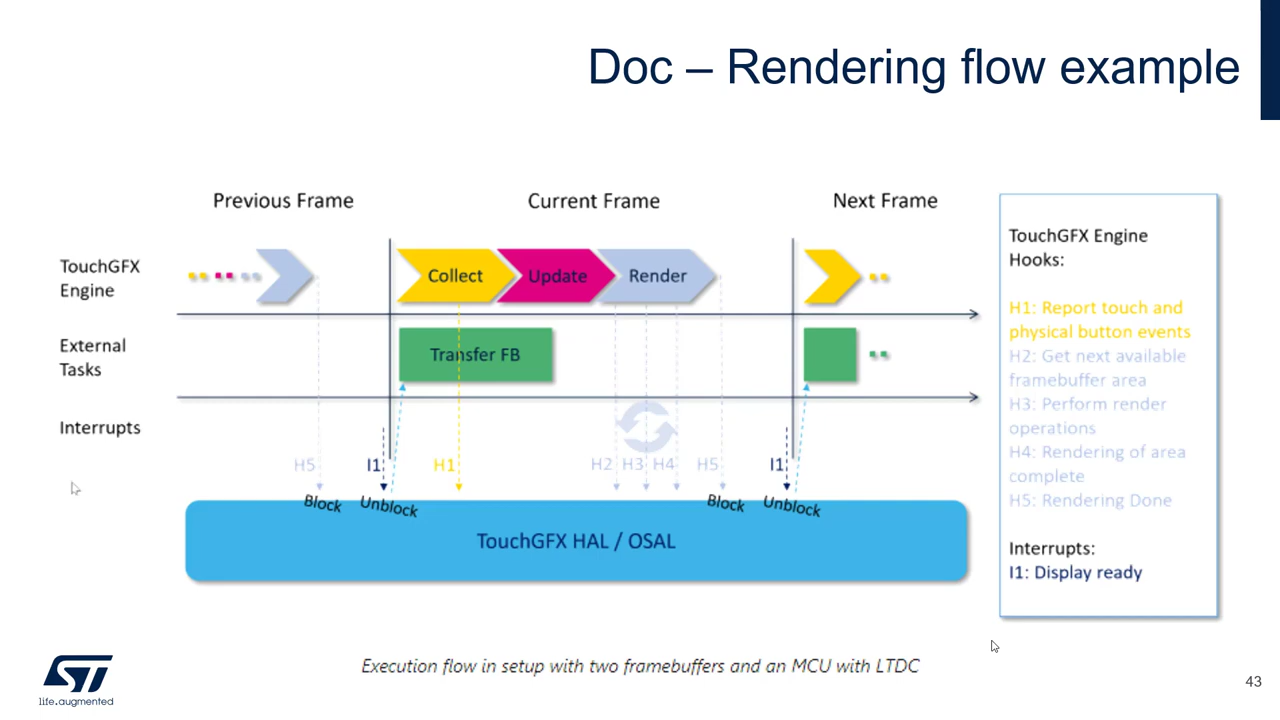 Doc – Rendering flow example
Previous Frame
Current Frame
Next Frame
TouchGFX
Engine
Collect
Update
Render
External
Tasks
Transfer FB
Interrupts
H5
I1
H1
H2
H3
H4
H5
I1
Block
Unblock
Block
Unblock
TouchGFX HAL / OSAL
TouchGFX Engine
Hooks:
H1: Report touch and
physical button events
H2: Get next available
framebuffer area
H3: Perform render
operations
H4: Rendering of area
complete
H5: Rendering Done
Interrupts:
I1: Display ready
Execution flow in setup with two framebuffers and an MCU with LTDC
ST
life.augmented
43